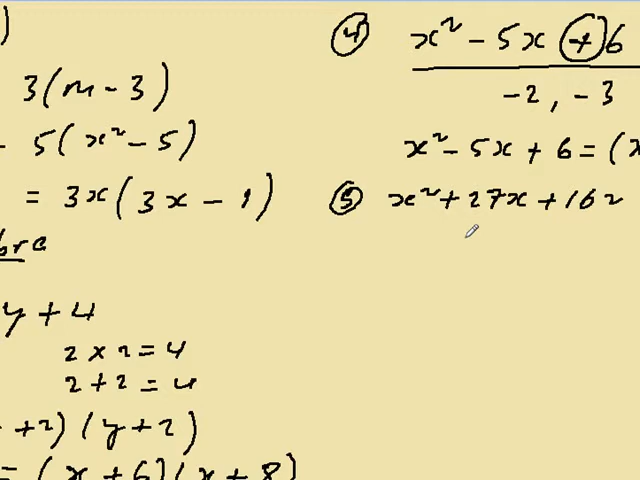 )
3(m - 3)
- 5(x² - 5)
= 3x(3x - 1)
bra
y + 4
2 x 2 = 4
2 + 2 = 4
+2)(y+2)
= (x+6)(x+8)
④ x² - 5x + 6
-2, -3
x² - 5x + 6 = (x
⑤ x² + 27x + 162